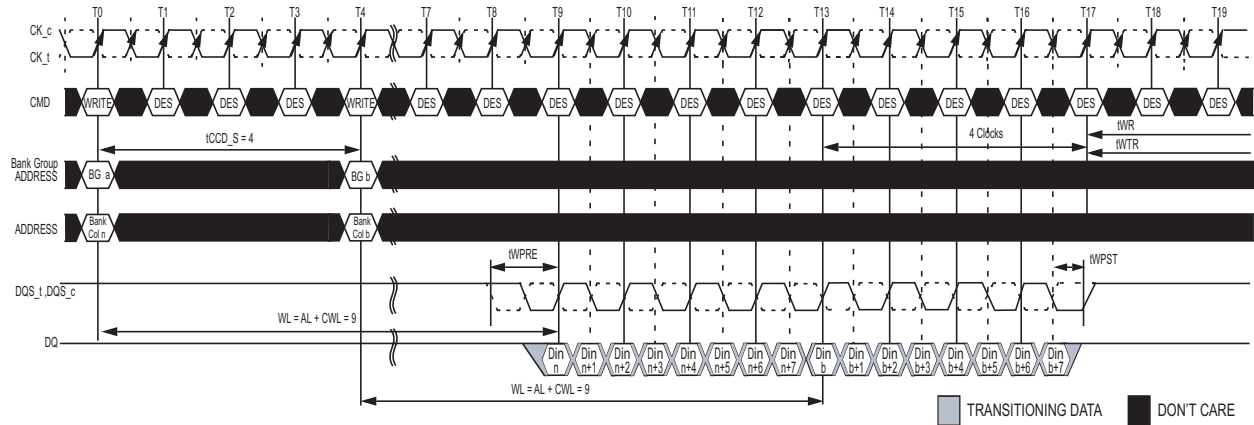 T0 T1 T2 T3 T4 T7 T8 T9 T10 T11 T12 T13 T14 T15 T16 T17 T18 T19
CK_c
CK_t
CMD WRITE DES DES DES WRITE DES DES DES DES DES DES DES DES DES DES DES DES DES
tCCD_S = 4
4 Clocks
tWR
tWTR
Bank Group
ADDRESS
BG a
BG b
ADDRESS
Bank
Col n
Bank
Col b
tWPRE
tWPST
DQS_t ,DQS_c
WL = AL + CWL = 9
DQ
Din n
Din n+1
Din n+2
Din n+3
Din n+4
Din n+5
Din n+6
Din n+7
Din b
Din b+1
Din b+2
Din b+3
Din b+4
Din b+5
Din b+6
Din b+7
WL = AL + CWL = 9
TRANSITIONING DATA
DON'T CARE